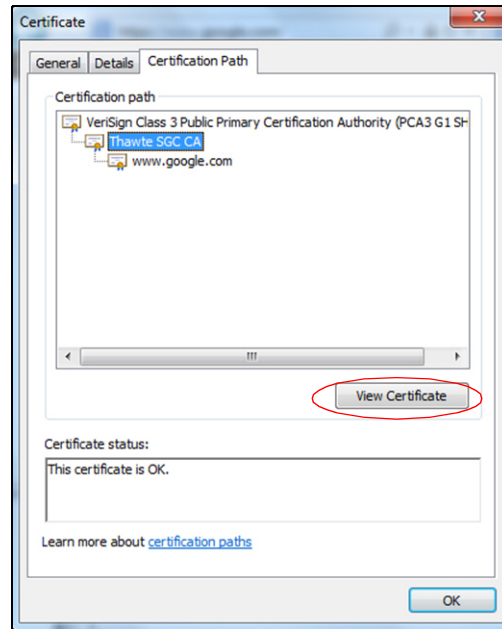 Certificate
General Details Certification Path
Certification path
VeriSign Class 3 Public Primary Certification Authority (PCA3 G1 SH
Thawte SGC CA
www.google.com
View Certificate
Certificate status:
This certificate is OK.
Learn more about certification paths
OK